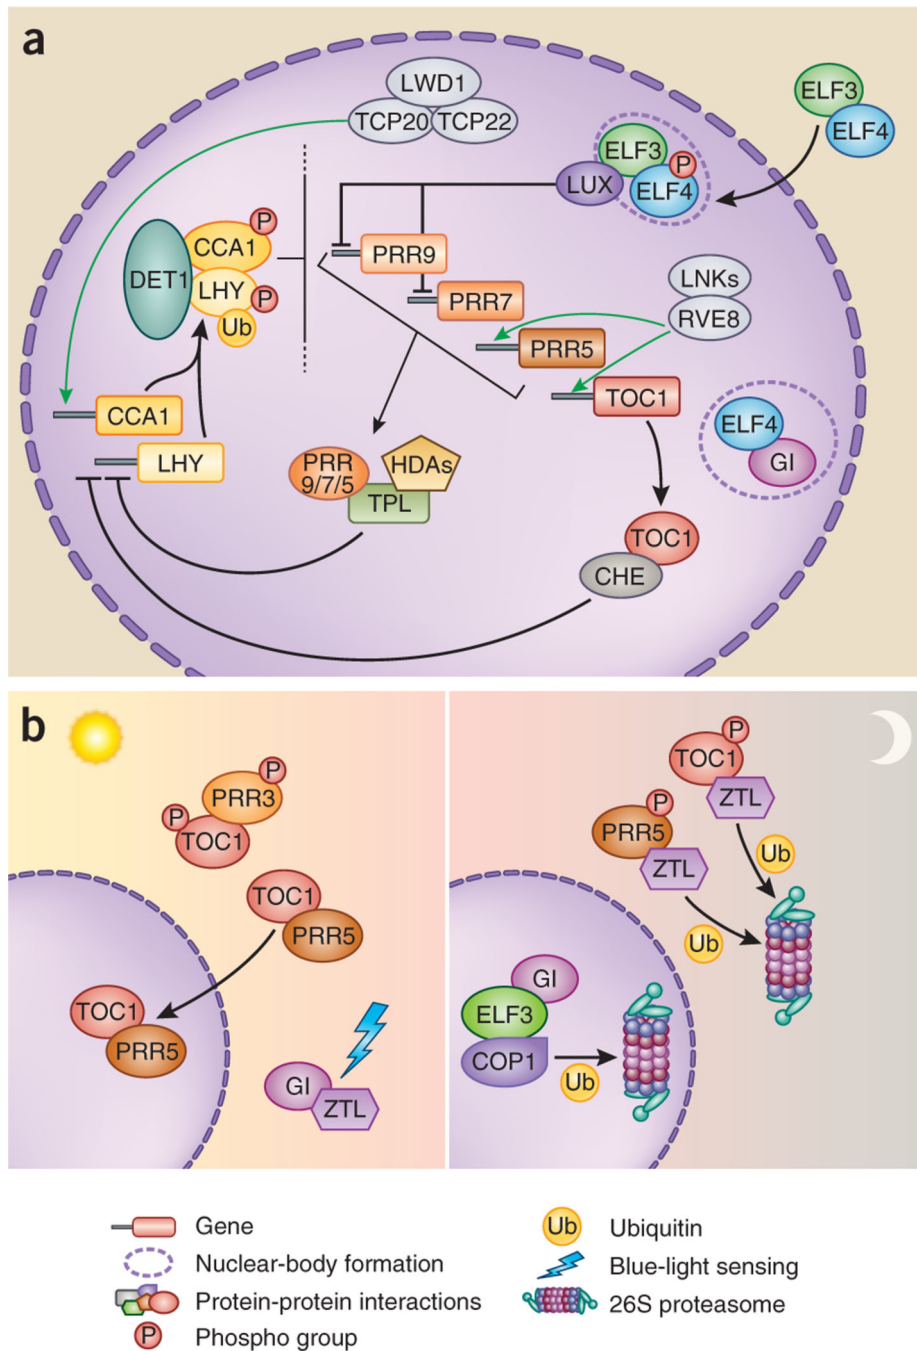 a
LWD1
TCP20 TCP22
ELF3
ELF4
ELF3
P
LUX
ELF4
P
CCA1
DET1
LHY
P
Ub
PRR9
PRR7
LNKs
RVE8
PRR5
TOC1
CCA1
LHY
ELF4
GI
PRR
9/7/5
HDAs
TPL
TOC1
CHE
b
P
PRR3
P
TOC1
TOC1
PRR5
TOC1
PRR5
GI
ZTL
P
TOC1
ZTL
P
PRR5
ZTL
Ub
Ub
GI
ELF3
COP1
Ub
Gene
Nuclear-body formation
Protein-protein interactions
P Phospho group
Ub Ubiquitin
Blue-light sensing
26S proteasome